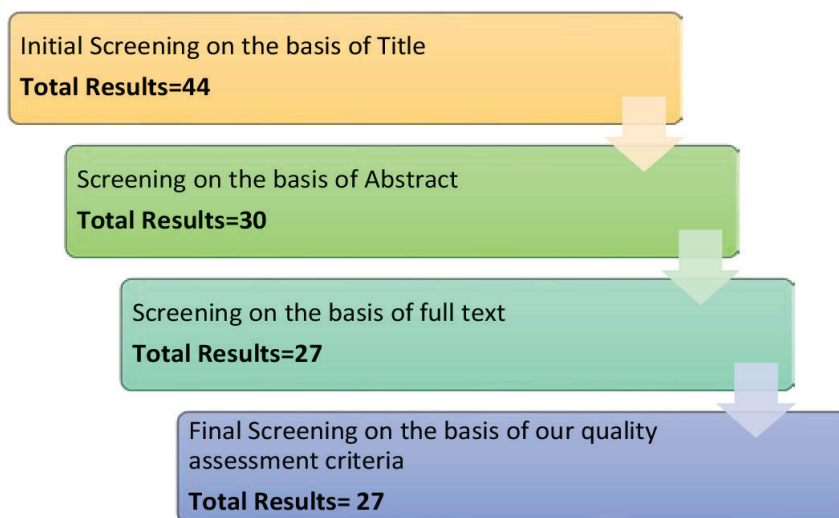 Initial Screening on the basis of Title
Total Results=44
Screening on the basis of Abstract
Total Results=30
Screening on the basis of full text
Total Results=27
Final Screening on the basis of our quality
assessment criteria
Total Results= 27